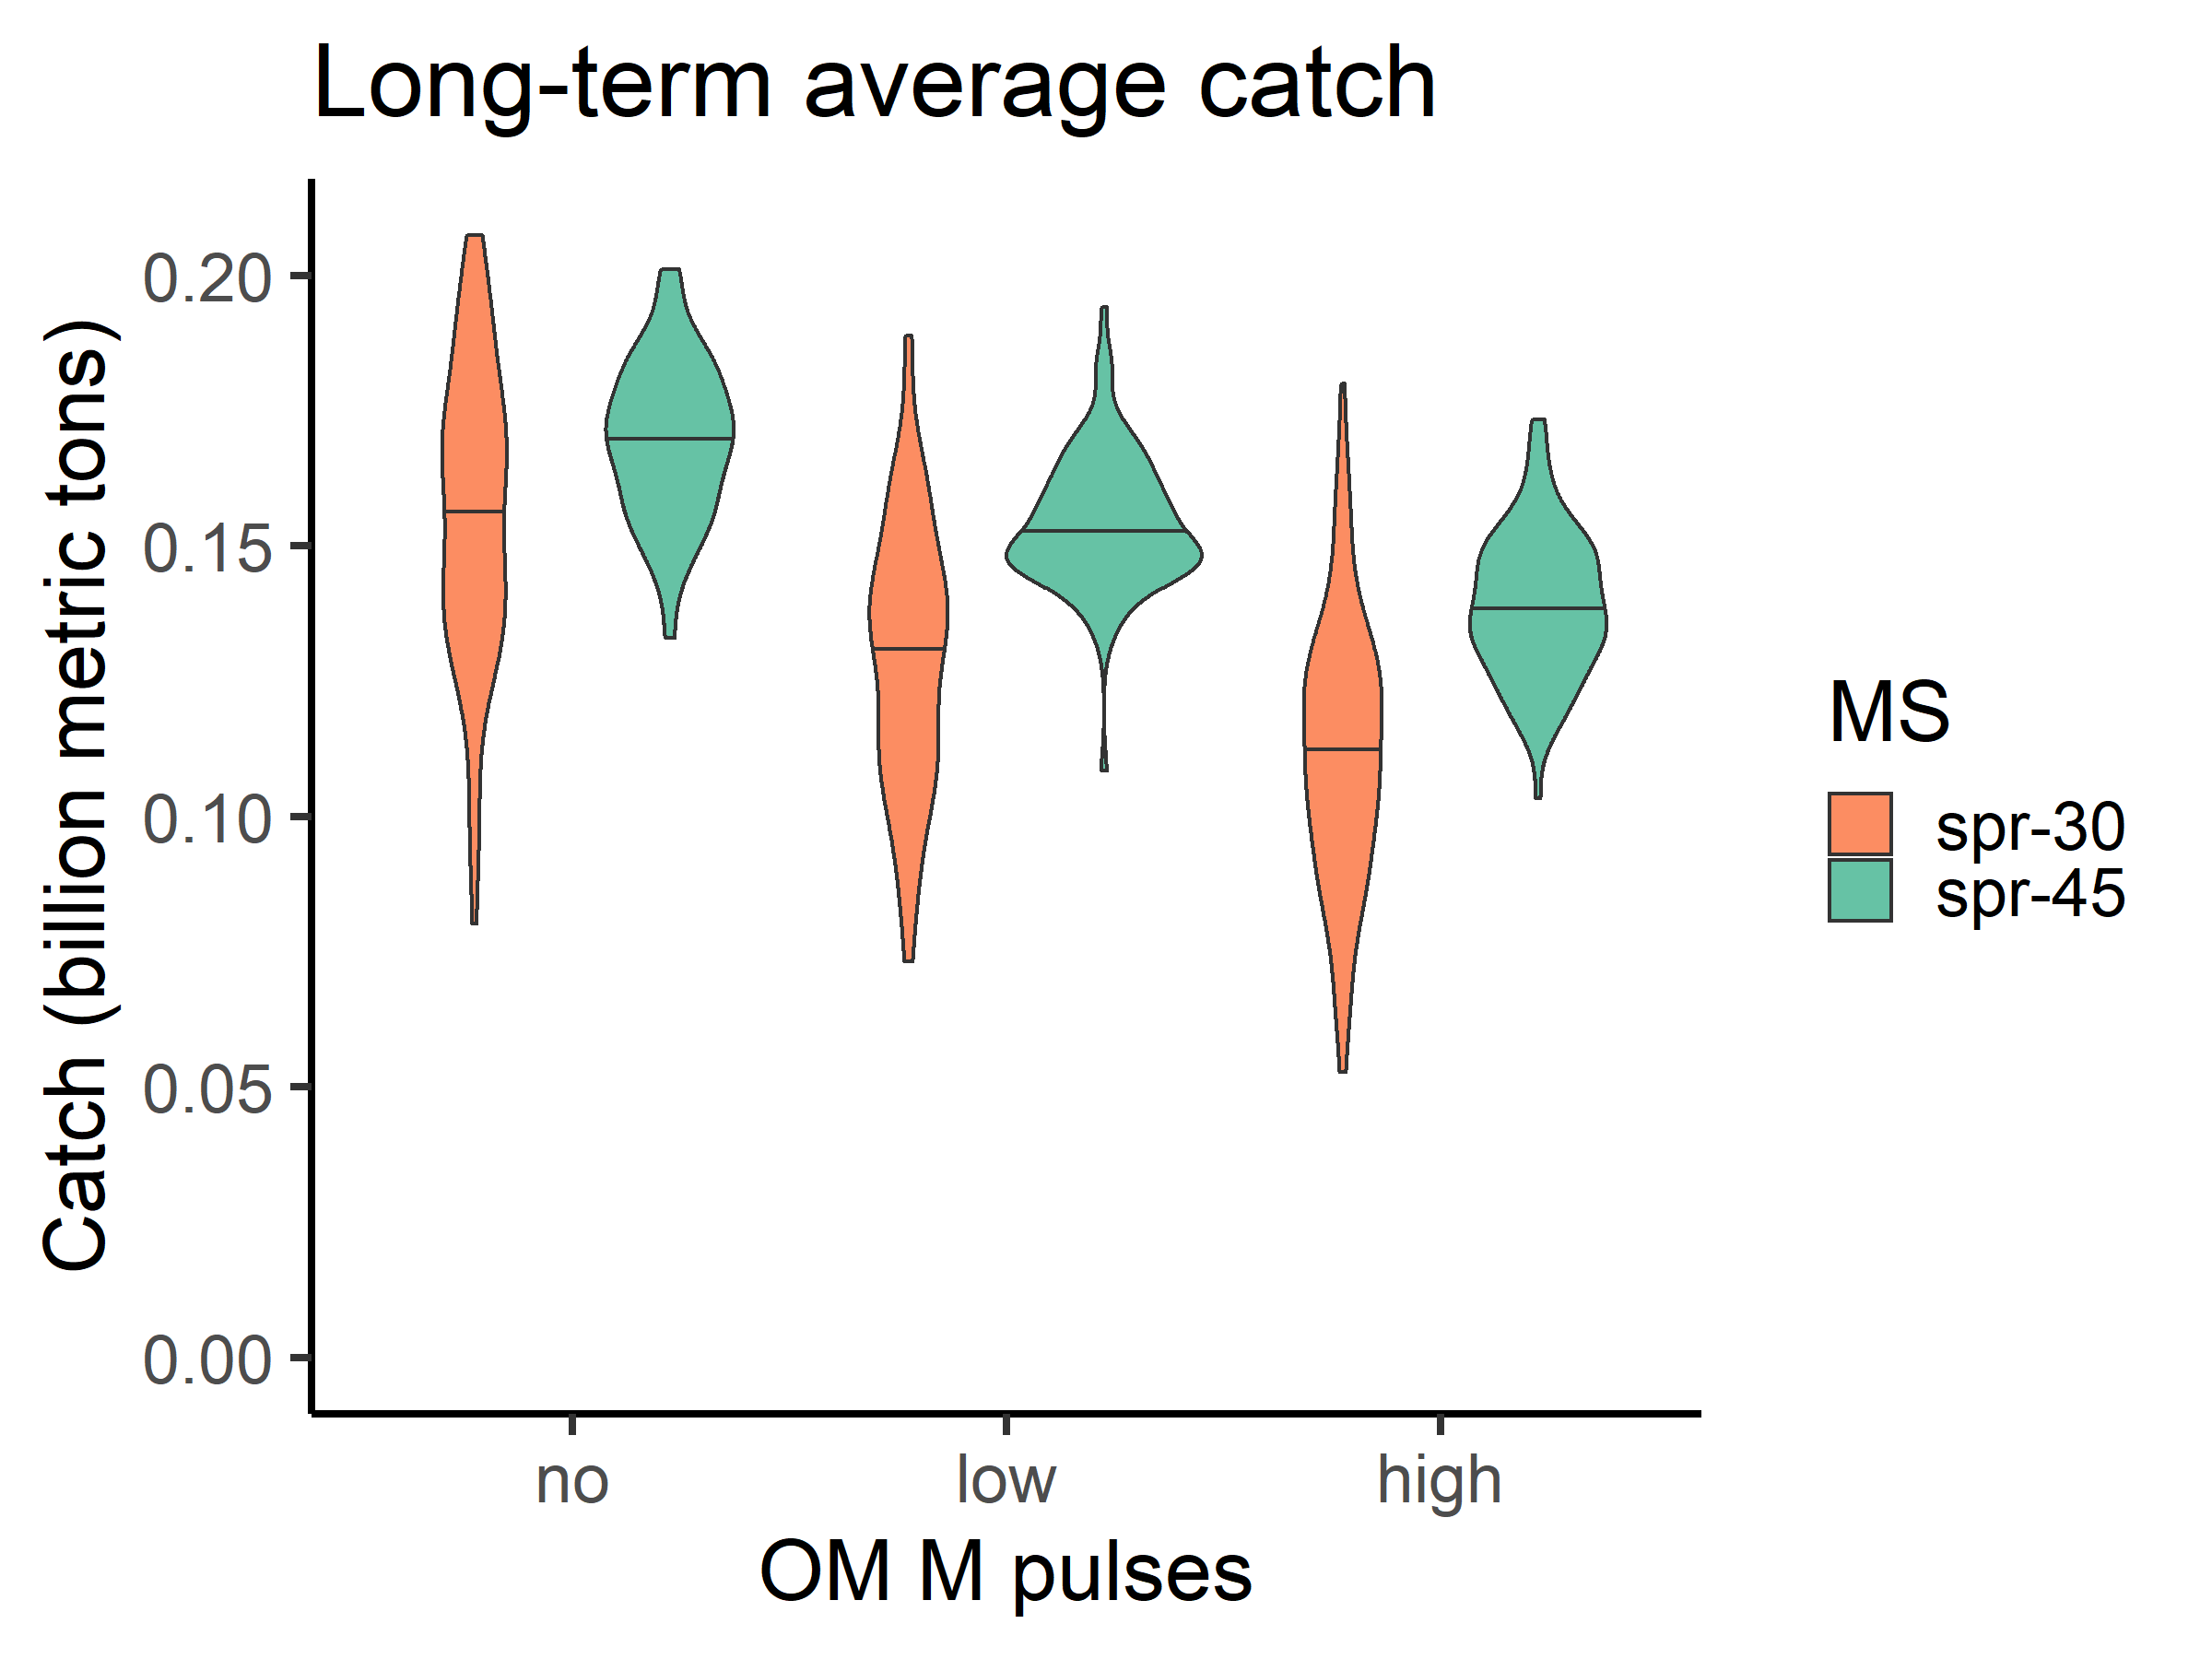 Long-term average catch
Catch (billion metric tons)
0.20
0.15
0.10
0.05
0.00
no
low
high
OM M pulses
MS
spr-30
spr-45